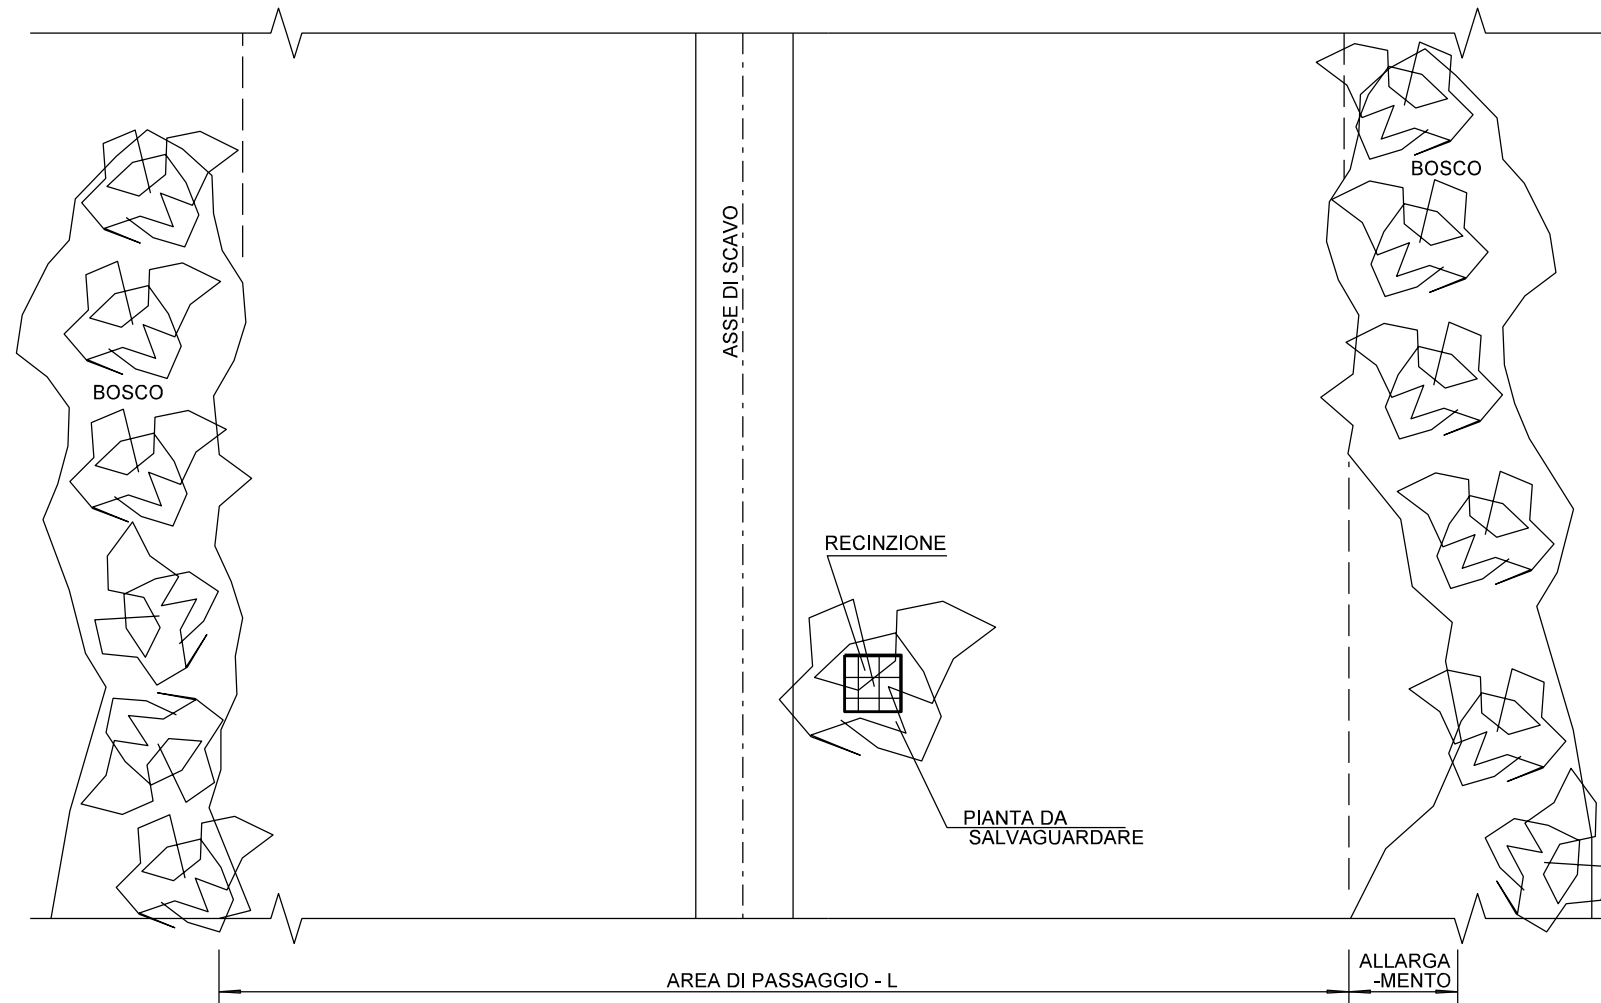 BOSCO
ASSE DI SCAVO
BOSCO
RECINZIONE
PIANTA DA
SALVAGUARDARE
AREA DI PASSAGGIO - L
ALLARGA
-MENTO